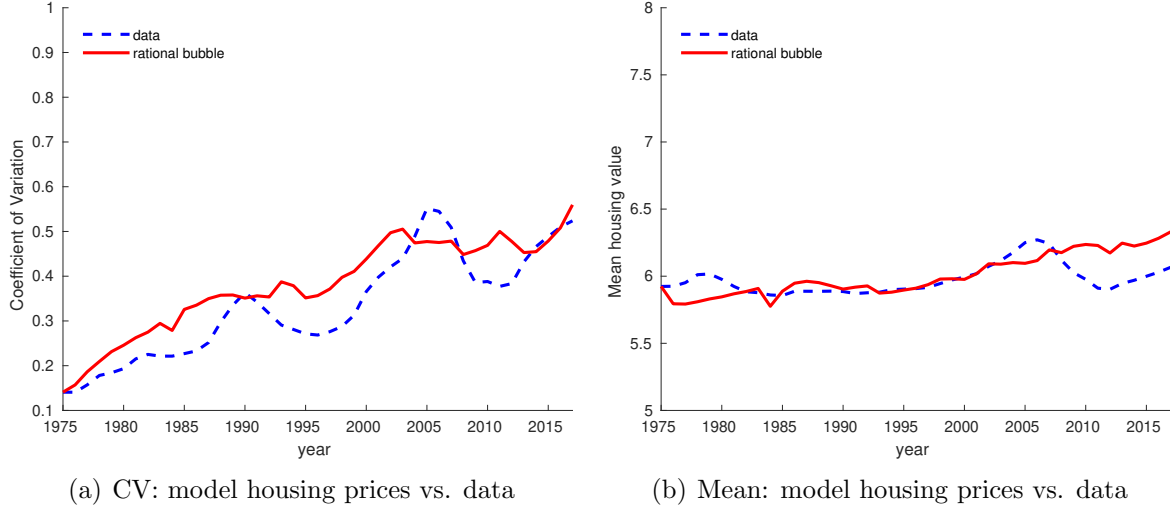 1
0.9
0.8
0.7
0.6
0.5
0.4
0.3
0.2
0.1
Coefficient of Variation
data
rational bubble
1975 1980 1985 1990 1995 2000 2005 2010 2015
year
(a) CV: model housing prices vs. data
8
7.5
7
6.5
6
5.5
5
Mean housing value
data
rational bubble
1975 1980 1985 1990 1995 2000 2005 2010 2015
year
(b) Mean: model housing prices vs. data